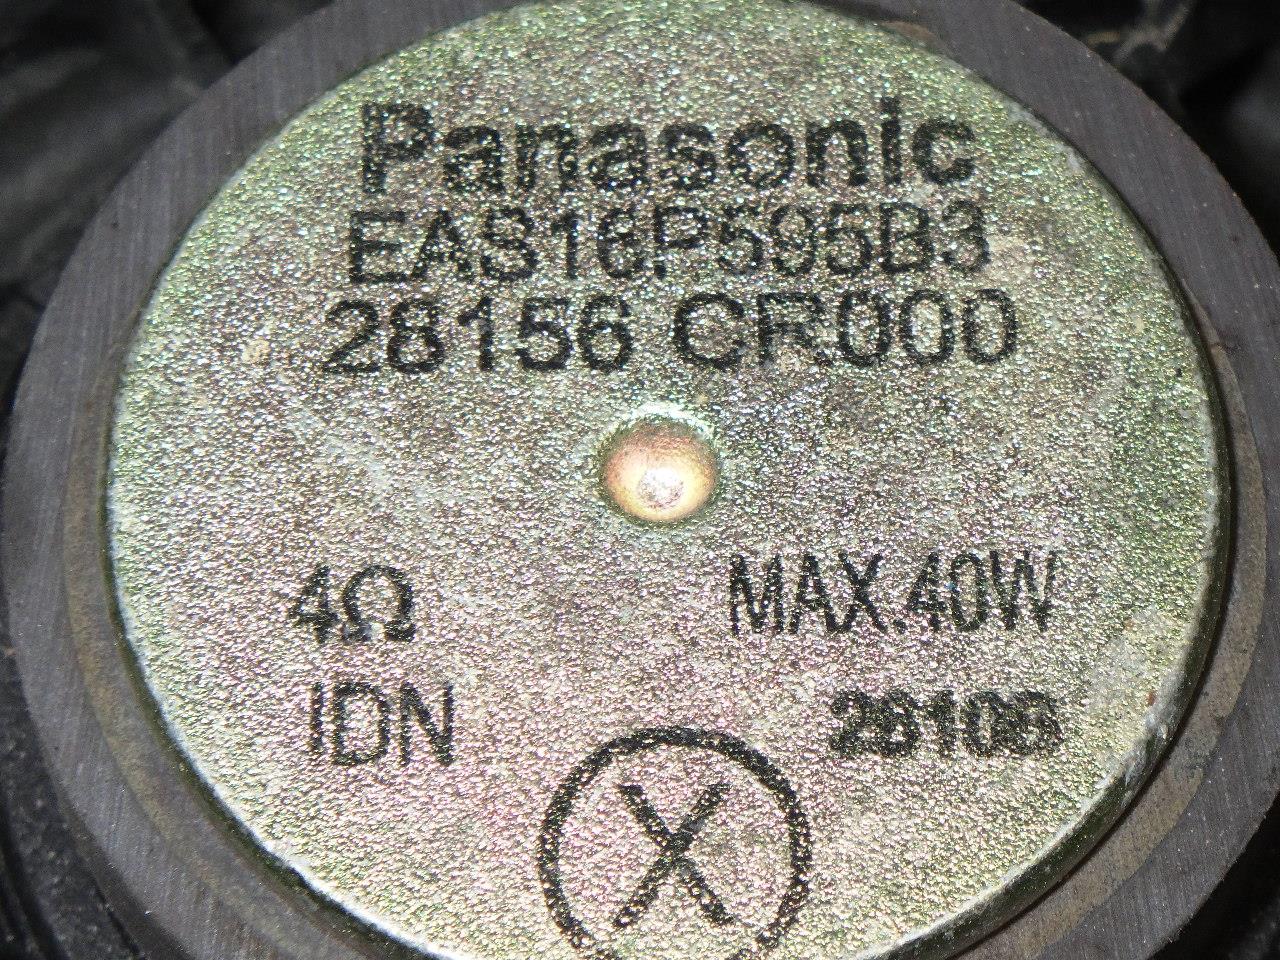 Panasonic
EAS16P595B3
28156 CR000
4Ω MAX.40W
IDN
X